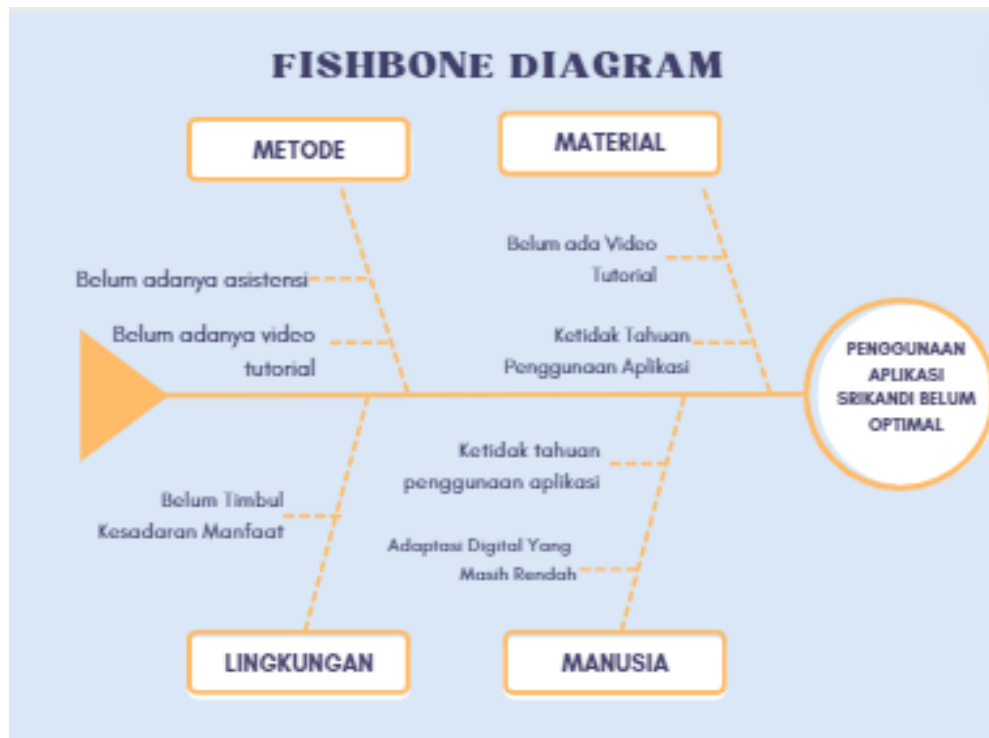 FISHBONE DIAGRAM
METODE
MATERIAL
Belum adanya asistensi
Belum adanya video
tutorial
Belum ada Video
Tutorial
Ketidak Tahuan
Penggunaan Aplikasi
PENGGUNAAN
APLIKASI
SRIKANDI BELUM
OPTIMAL
Belum Timbul
Kesadaran Manfaat
Ketidak tahuan
penggunaan aplikasi
Adaptasi Digital Yang
Masih Rendah
LINGKUNGAN
MANUSIA